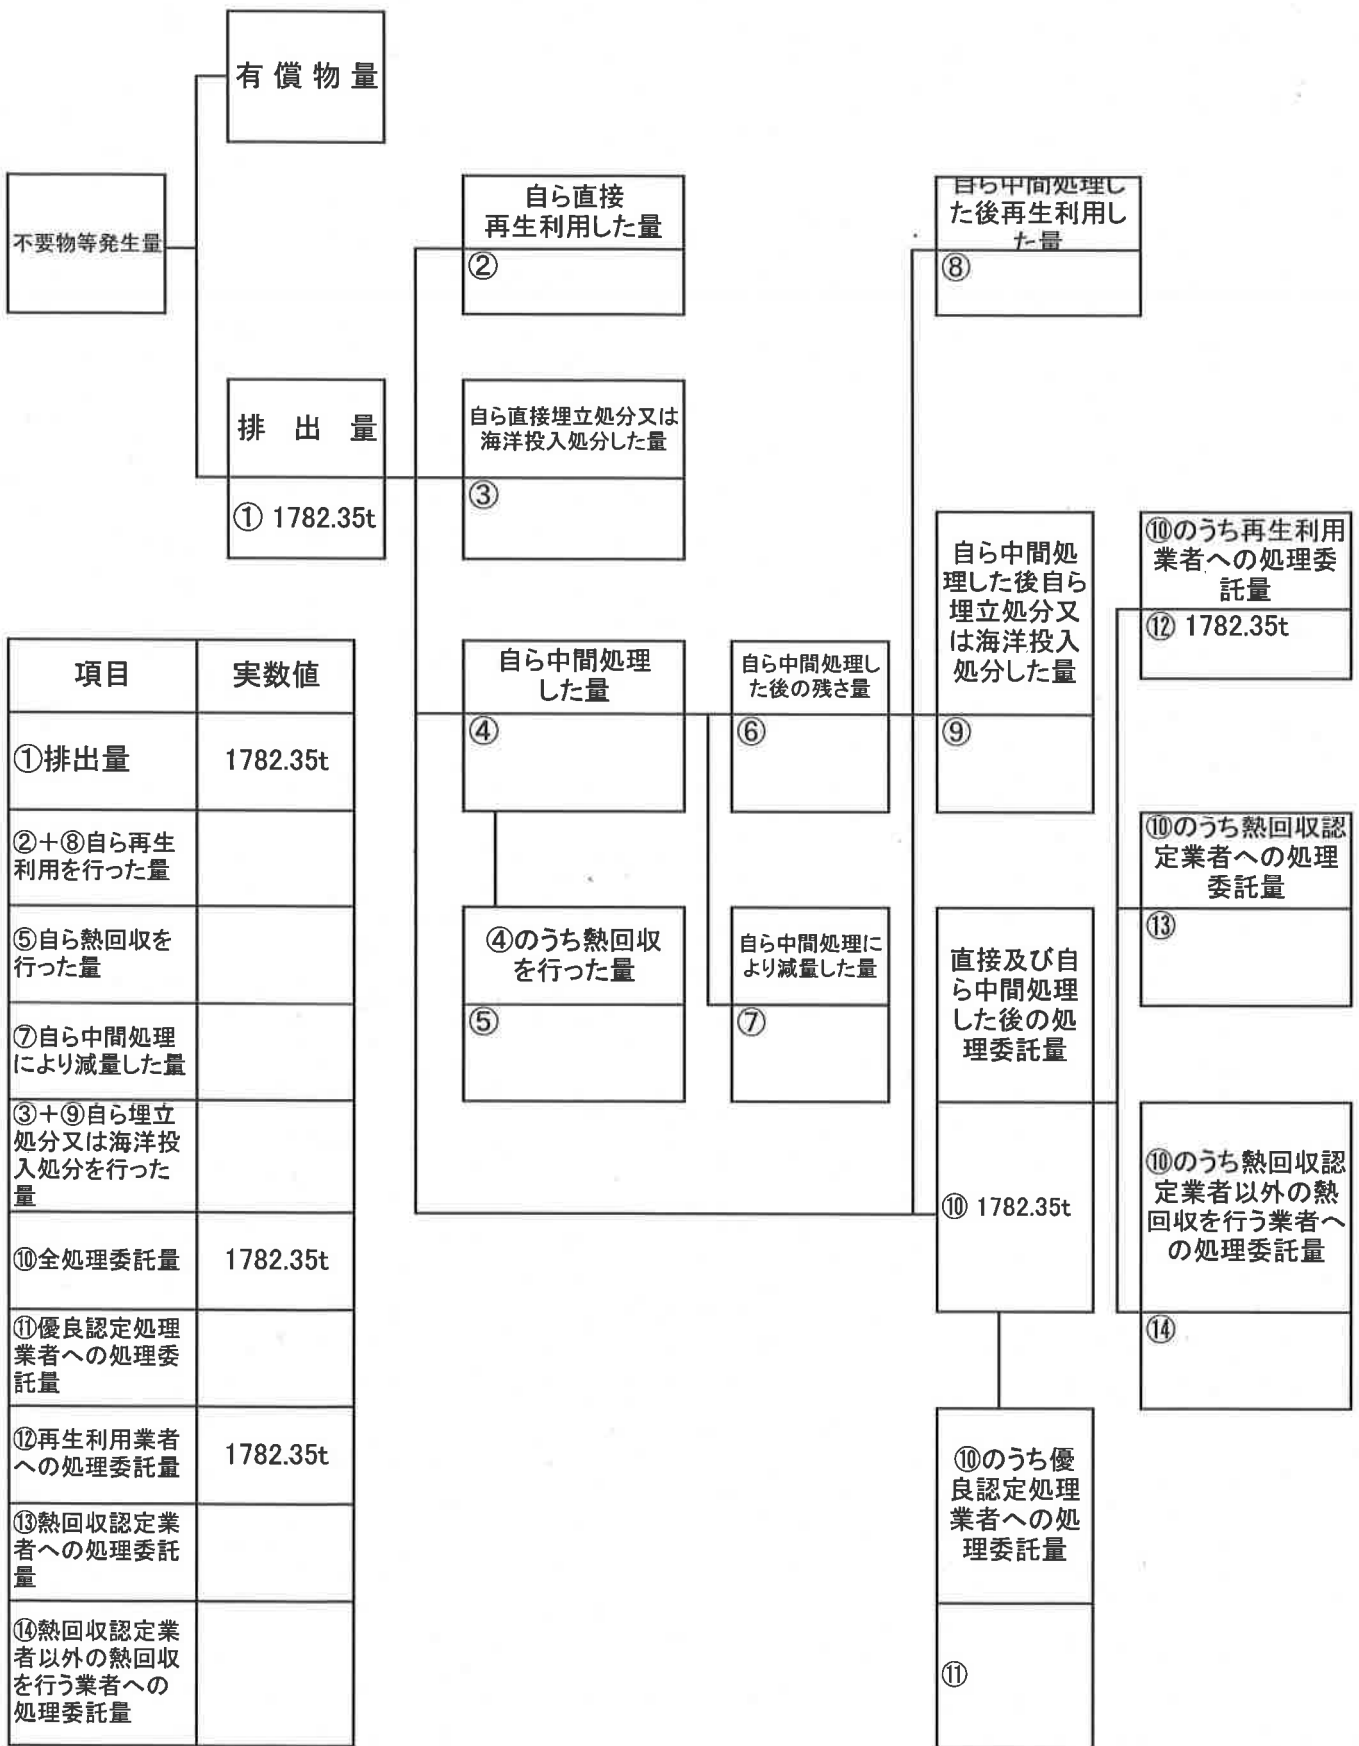 有償物量
不要物等発生量
自ら直接
再生利用した量
②
自ら中間処理し
た後再生利用し
た量
⑧
排出量
① 1782.35t
自ら直接埋立処分又は
海洋投入処分した量
③
自ら中間処
理した後自ら
埋立処分又
は海洋投入
処分した量
⑨
⑩のうち再生利用
業者への処理委
託量
⑫ 1782.35t
自ら中間処理
した量
④
自ら中間処理し
た後の残さ量
⑥
⑩のうち熱回収認
定業者への処理
委託量
⑬
④のうち熱回収
を行った量
⑤
自ら中間処理に
より減量した量
⑦
直接及び自
ら中間処理
した後の処
理委託量
⑩ 1782.35t
⑩のうち熱回収認
定業者以外の熱
回収を行う業者へ
の処理委託量
⑭
⑩のうち優
良認定処理
業者への処
理委託量
⑪
項目 実数値
①排出量 1782.35t
②+⑧自ら再生
利用を行った量
⑤自ら熱回収を
行った量
⑦自ら中間処理
により減量した量
③+⑨自ら埋立
処分又は海洋投
入処分を行った
量
⑩全処理委託量 1782.35t
⑪優良認定処理
業者への処理委
託量
⑫再生利用業者
への処理委託量 1782.35t
⑬熱回収認定業
者への処理委託
量
⑭熱回収認定業
者以外の熱回収
を行う業者への
処理委託量